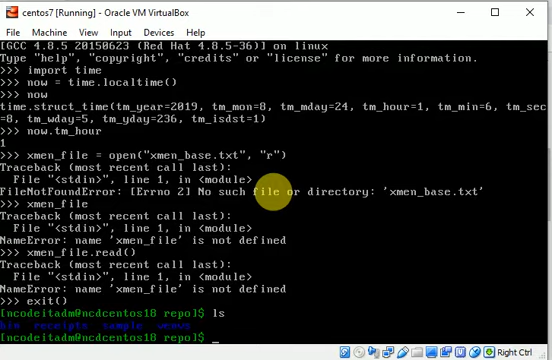 centos7 [Running] - Oracle VM VirtualBox
File Machine View Input Devices Help
[GCC 4.8.5 20150623 (Red Hat 4.8.5-36)] on linux
Type "help", "copyright", "credits" or "license" for more information.
>>> import time
>>> now = time.localtime()
>>> now
time.struct_time(tm_year=2019, tm_mon=8, tm_mday=24, tm_hour=1, tm_min=6, tm_sec
=8, tm_wday=5, tm_yday=236, tm_isdst=1)
>>> now.tm_hour
1
>>> xmen_file = open("xmen_base.txt", "r")
Traceback (most recent call last):
File "<stdin>", line 1, in <module>
FileNotFoundError: [Errno 2] No such file or directory: 'xmen_base.txt'
>>> xmen_file
Traceback (most recent call last):
File "<stdin>", line 1, in <module>
NameError: name 'xmen_file' is not defined
>>> xmen_file.read()
Traceback (most recent call last):
File "<stdin>", line 1, in <module>
NameError: name 'xmen_file' is not defined
>>> exit()
[ncodeitadm@ncdcentos18 repo]$ ls
bin receipts sample
[ncodeitadm@ncdcentos18 repo]$ _
Right Ctrl